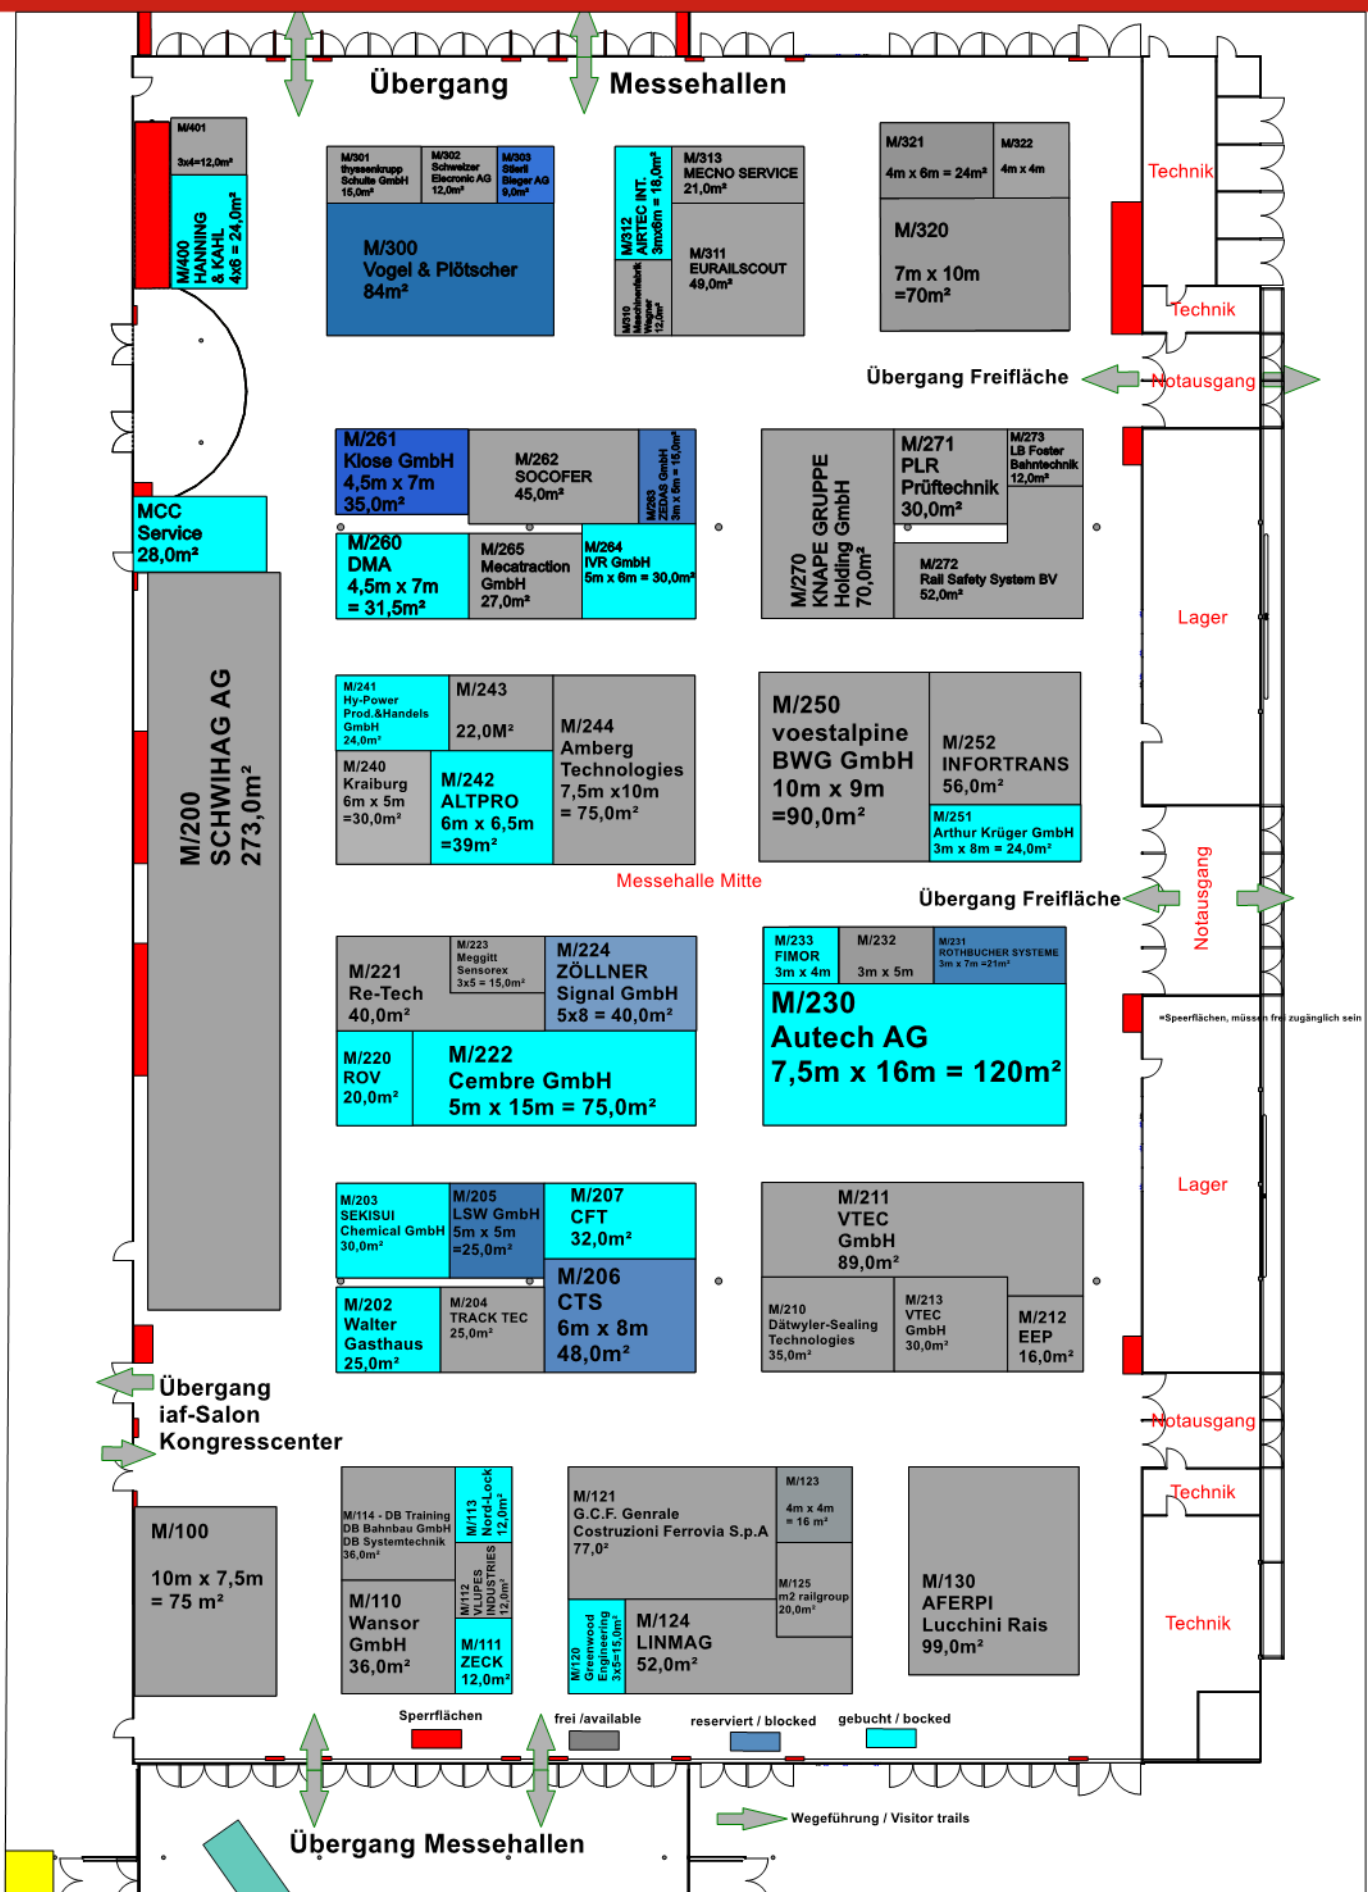 Übergang Messehallen
M/401
3x4=12,0m²
M/400
HANNING
& KAHL
4x6 = 24,0m²
M/301
thyssenkrupp
Schulte GmbH
15,0m²
M/302
Schweizer
Elecronic AG
12,0m²
M/303
Stierli
Bieger AG
9,0m²
M/300
Vogel & Plötscher
84m²
M/312
AIRTEC INT.
3mx6m = 18,0m²
M/313
MECNO SERVICE
21,0m²
M/311
EURAILSCOUT
49,0m²
M/310
Maschinenfabrik
Wagner
12,0m²
M/321
4m x 6m = 24m²
M/322
4m x 4m
M/320
7m x 10m
=70m²
Technik
Technik
Übergang Freifläche
Notausgang
M/261
Klose GmbH
4,5m x 7m
35,0m²
M/262
SOCOFER
45,0m²
M/263
ZEDAS GmbH
3m x 5m = 15,0m²
M/260
DMA
4,5m x 7m
= 31,5m²
M/265
Mecatraction
GmbH
27,0m²
M/264
IVR GmbH
5m x 6m = 30,0m²
M/270
KNAPE GRUPPE
Holding GmbH
70,0m²
M/271
PLR
Prüftechnik
30,0m²
M/273
LB Foster
Bahntechnik
12,0m²
M/272
Rail Safety System BV
52,0m²
MCC
Service
28,0m²
Lager
M/200
SCHWIHAG AG
273,0m²
M/241
Hy-Power
Prod.&Handels
GmbH
24,0m²
M/243
22,0M²
M/244
Amberg
Technologies
7,5m x10m
= 75,0m²
M/240
Kraiburg
6m x 5m
=30,0m²
M/242
ALTPRO
6m x 6,5m
=39m²
M/250
voestalpine
BWG GmbH
10m x 9m
=90,0m²
M/252
INFORTRANS
56,0m²
M/251
Arthur Krüger GmbH
3m x 8m = 24,0m²
Messehalle Mitte
Übergang Freifläche
Notausgang
M/221
Re-Tech
40,0m²
M/223
Meggitt
Sensorex
3x5 = 15,0m²
M/224
ZÖLLNER
Signal GmbH
5x8 = 40,0m²
M/220
ROV
20,0m²
M/222
Cembre GmbH
5m x 15m = 75,0m²
M/233
FIMOR
3m x 4m
M/232
3m x 5m
M/231
ROTHBUCHER SYSTEME
3m x 7m =21m²
M/230
Autech AG
7,5m x 16m = 120m²
=Speerflächen, müssen frei zugänglich sein
Lager
M/203
SEKISUI
Chemical GmbH
30,0m²
M/205
LSW GmbH
5m x 5m
=25,0m²
M/207
CFT
32,0m²
M/202
Walter
Gasthaus
25,0m²
M/204
TRACK TEC
25,0m²
M/206
CTS
6m x 8m
48,0m²
M/211
VTEC
GmbH
89,0m²
M/210
Dätwyler-Sealing
Technologies
35,0m²
M/213
VTEC
GmbH
30,0m²
M/212
EEP
16,0m²
Übergang
iaf-Salon
Kongresscenter
Notausgang
Technik
M/100
10m x 7,5m
= 75 m²
M/114 - DB Training
DB Bahnbau GmbH
DB Systemtechnik
36,0m²
M/113
Nord-Lock
12,0m²
M/112
VLUPES
INDUSTRIES
12,0m²
M/110
Wansor
GmbH
36,0m²
M/111
ZECK
12,0m²
M/121
G.C.F. Genrale
Costruzioni Ferrovia S.p.A
77,0²
M/123
4m x 4m
= 16 m²
M/125
m2 railgroup
20,0m²
M/120
Greenwood
Engineering
3x5=15,0m²
M/124
LINMAG
52,0m²
M/130
AFERPI
Lucchini Rais
99,0m²
Technik
Sperrflächen
frei /available
reserviert / blocked
gebucht / bocked
Wegeführung / Visitor trails
Übergang Messehallen